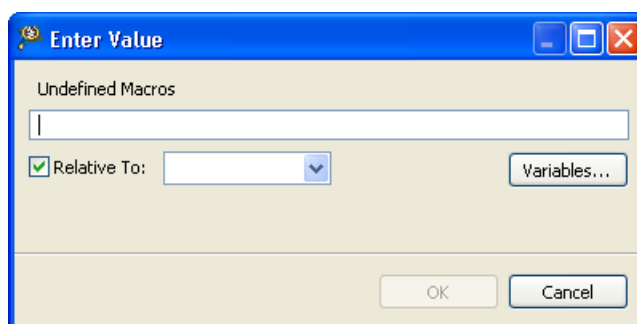 Enter Value
Undefined Macros
Relative To:
Variables...
OK
Cancel